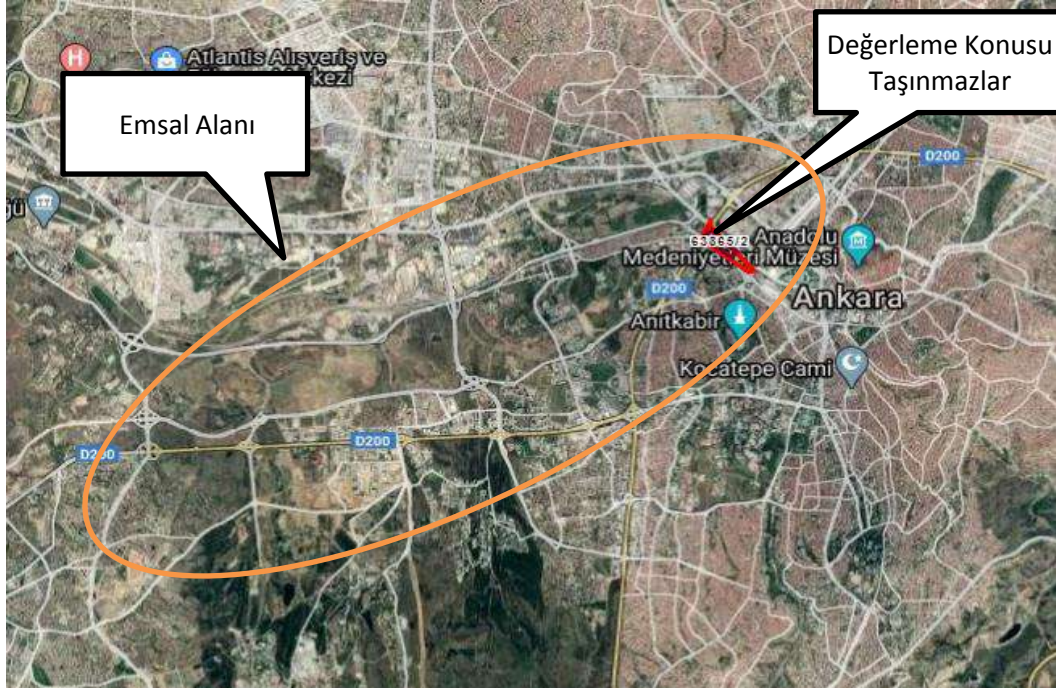 Değerleme Konusu
Taşınmazlar
Atlantis Alışveriş ve
Emsal Alanı
D200
63365/2
Anadolu
Medeniyetleri Müzesi
D200
Ankara
Anıtkabir
Kocatepe Cami
D200
D200
H